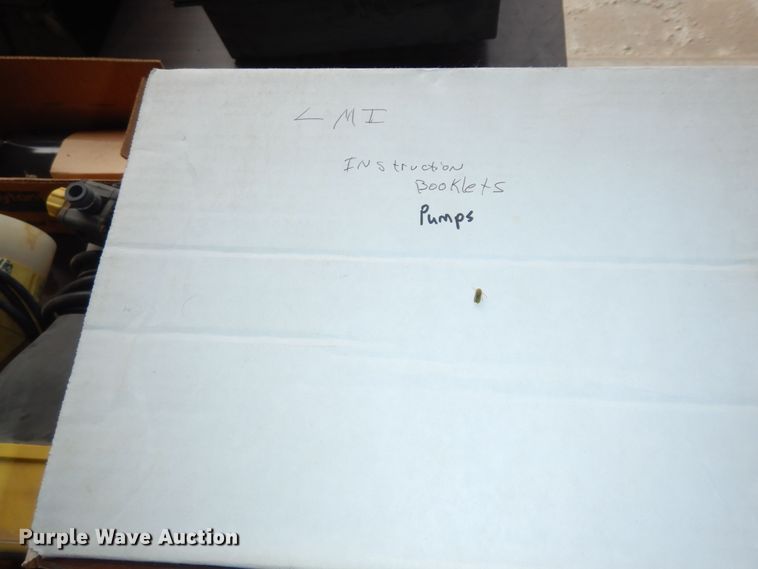 LMI
INstruction
Booklets
Pumps
Purple Wave Auction